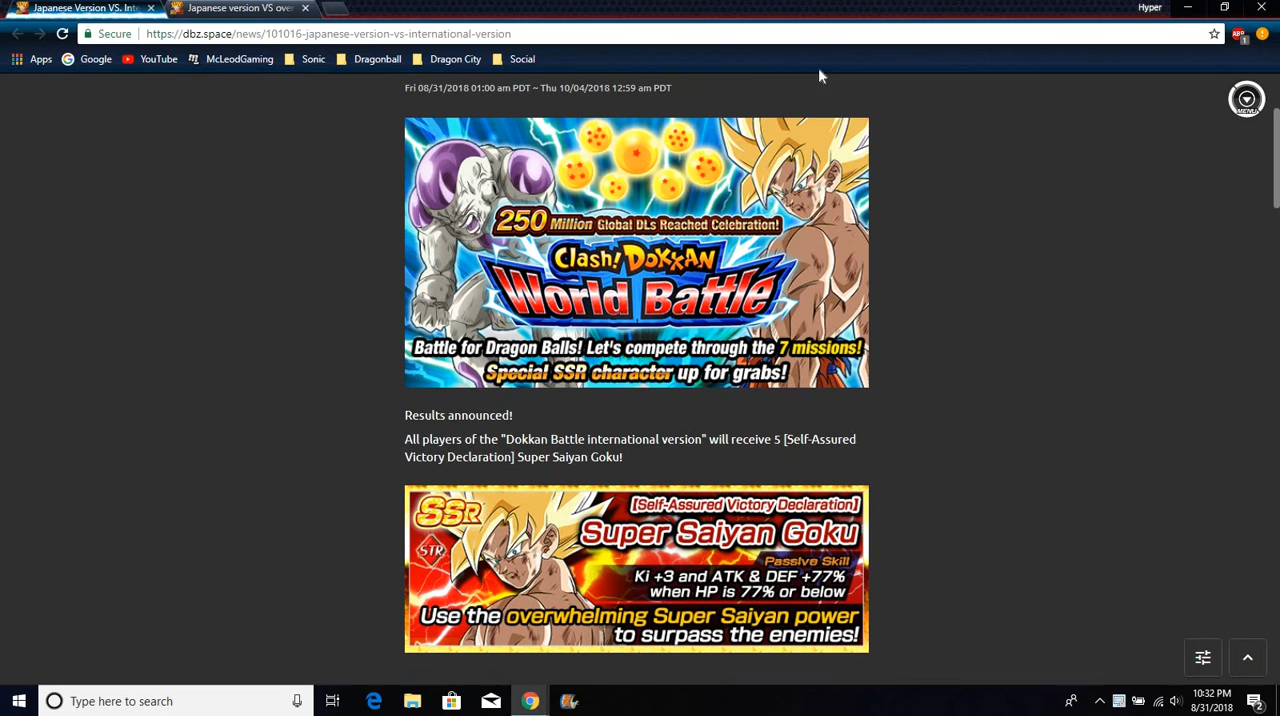 Japanese Version VS. Inte
Japanese version VS over
Hyper
Secure
https://dbz.space/news/101016-japanese-version-vs-international-version
ABP
1
Apps
Google
YouTube
McLeodGaming
Sonic
Dragonball
Dragon City
Social
Fri 08/31/2018 01:00 am PDT ~ Thu 10/04/2018 12:59 am PDT
MENU
250 Million Global DLs Reached Celebration!
Clash! DOKKAN
World Battle
Battle for Dragon Balls! Let's compete through the 7 missions!
Special SSR character up for grabs!
Results announced!
All players of the "Dokkan Battle international version" will receive 5 [Self-Assured
Victory Declaration] Super Saiyan Goku!
SSR
[Self-Assured Victory Declaration]
Super Saiyan Goku
STR
Passive Skill
Ki +3 and ATK & DEF +77%
when HP is 77% or below
Use the overwhelming Super Saiyan power
to surpass the enemies!
Type here to search
10:32 PM
8/31/2018
2